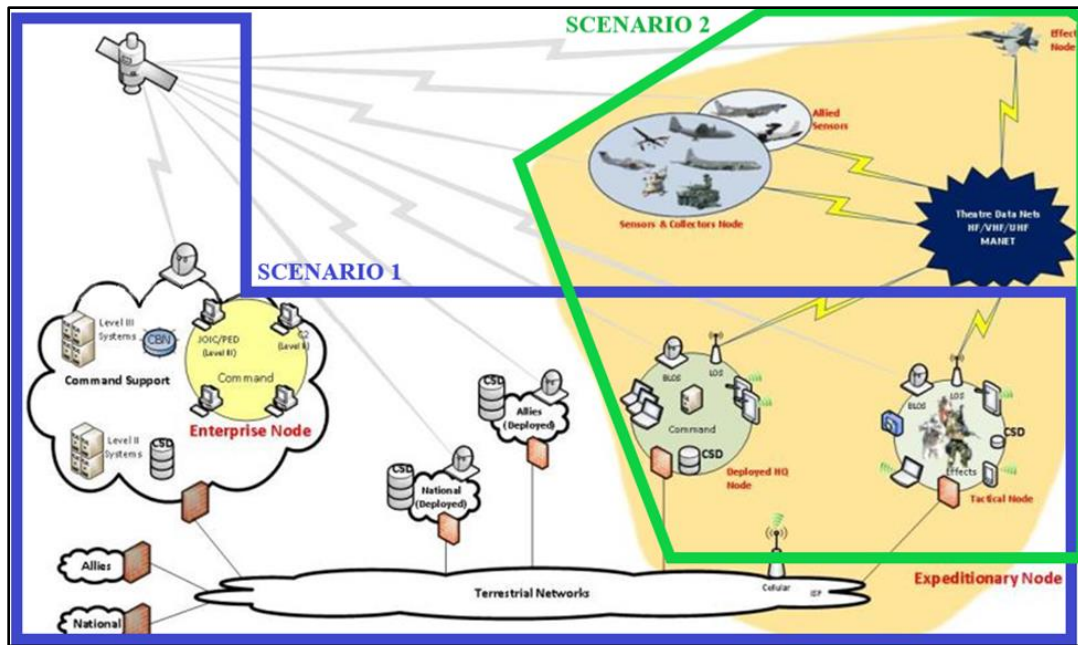 SCENARIO 2
Effect
Node
Allied
Sensors
Sensors & Collectors Node
Theatre Data Nets
HF/VHF/UHF
MANET
SCENARIO 1
Level III
Systems
CBN
JOIC/PED
(Level III)
C2
(Level II)
Command Support
Command
Enterprise Node
Level II
Systems
CSD
CSD
Allies
(Deployed)
CSD
National
(Deployed)
BLOS
LOS
Command
CSD
Deployed HQ
Node
BLOS
LOS
CSD
Effects
Tactical Node
Allies
National
Terrestrial Networks
Cellular
ISP
Expeditionary Node